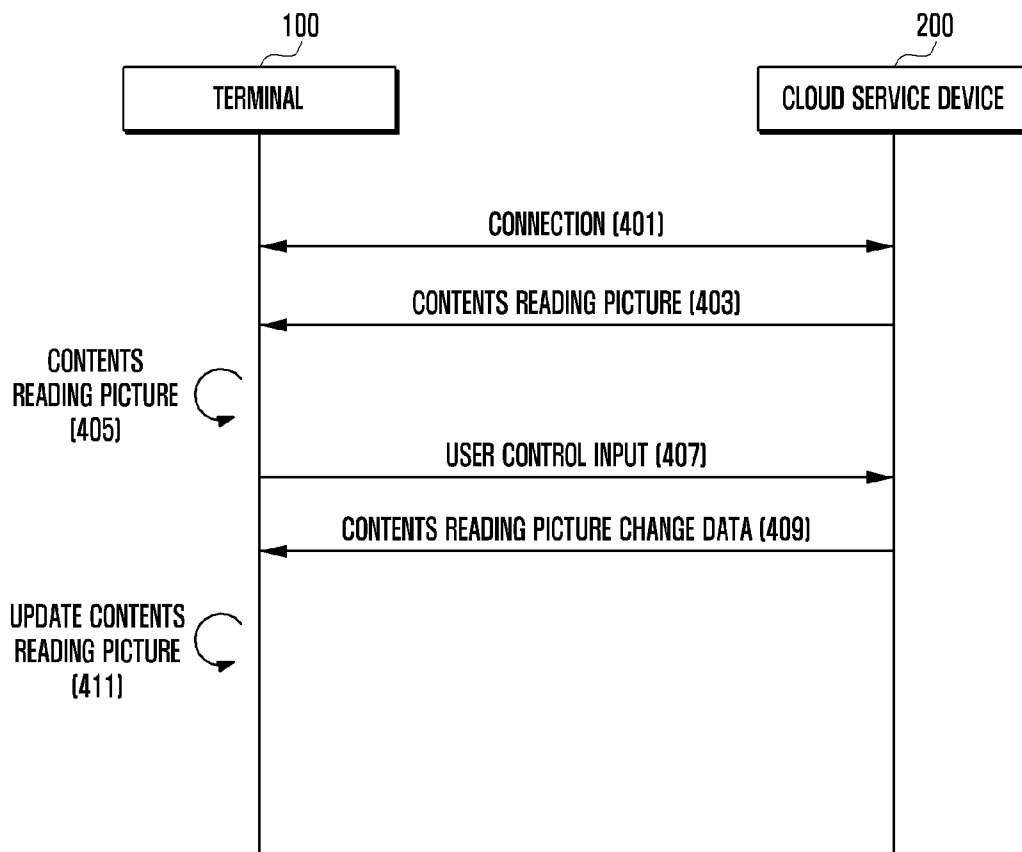 100
200
TERMINAL
CLOUD SERVICE DEVICE
CONNECTION (401)
CONTENTS READING PICTURE (403)
CONTENTS
READING PICTURE
(405)
USER CONTROL INPUT (407)
CONTENTS READING PICTURE CHANGE DATA (409)
UPDATE CONTENTS
READING PICTURE
(411)